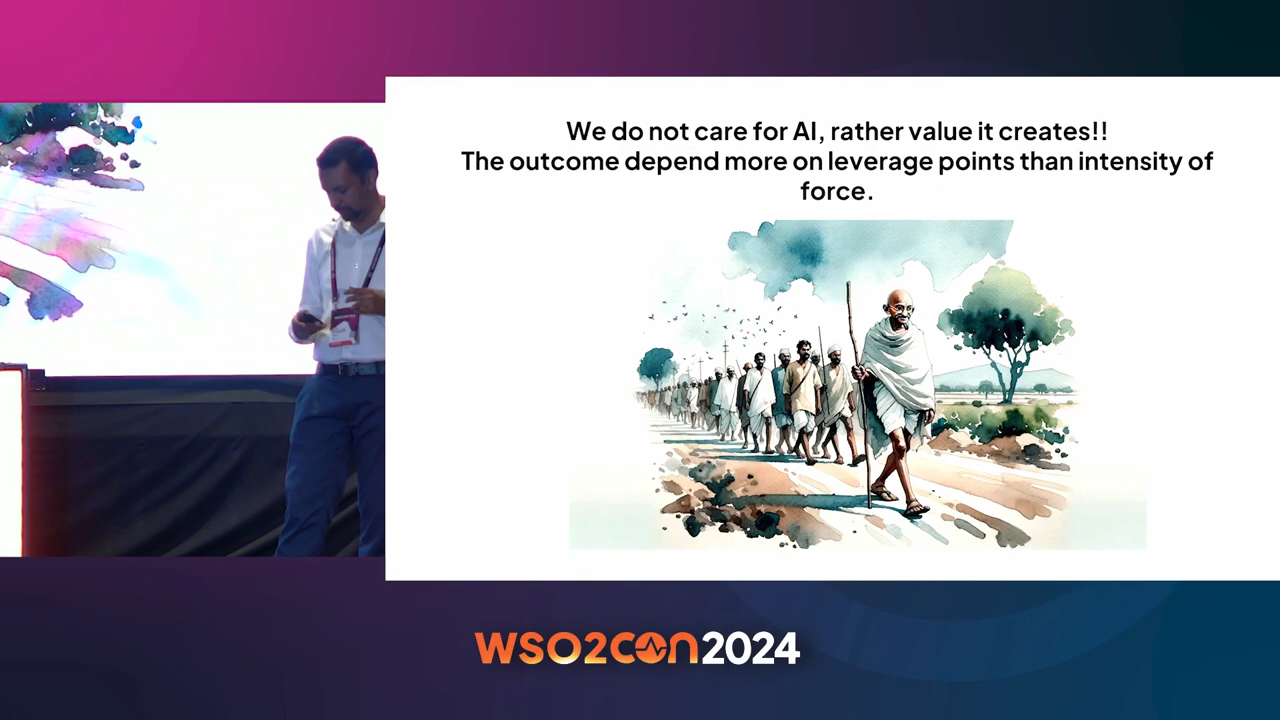 We do not care for AI, rather value it creates!!
The outcome depend more on leverage points than intensity of
force.
WSO2CON2024